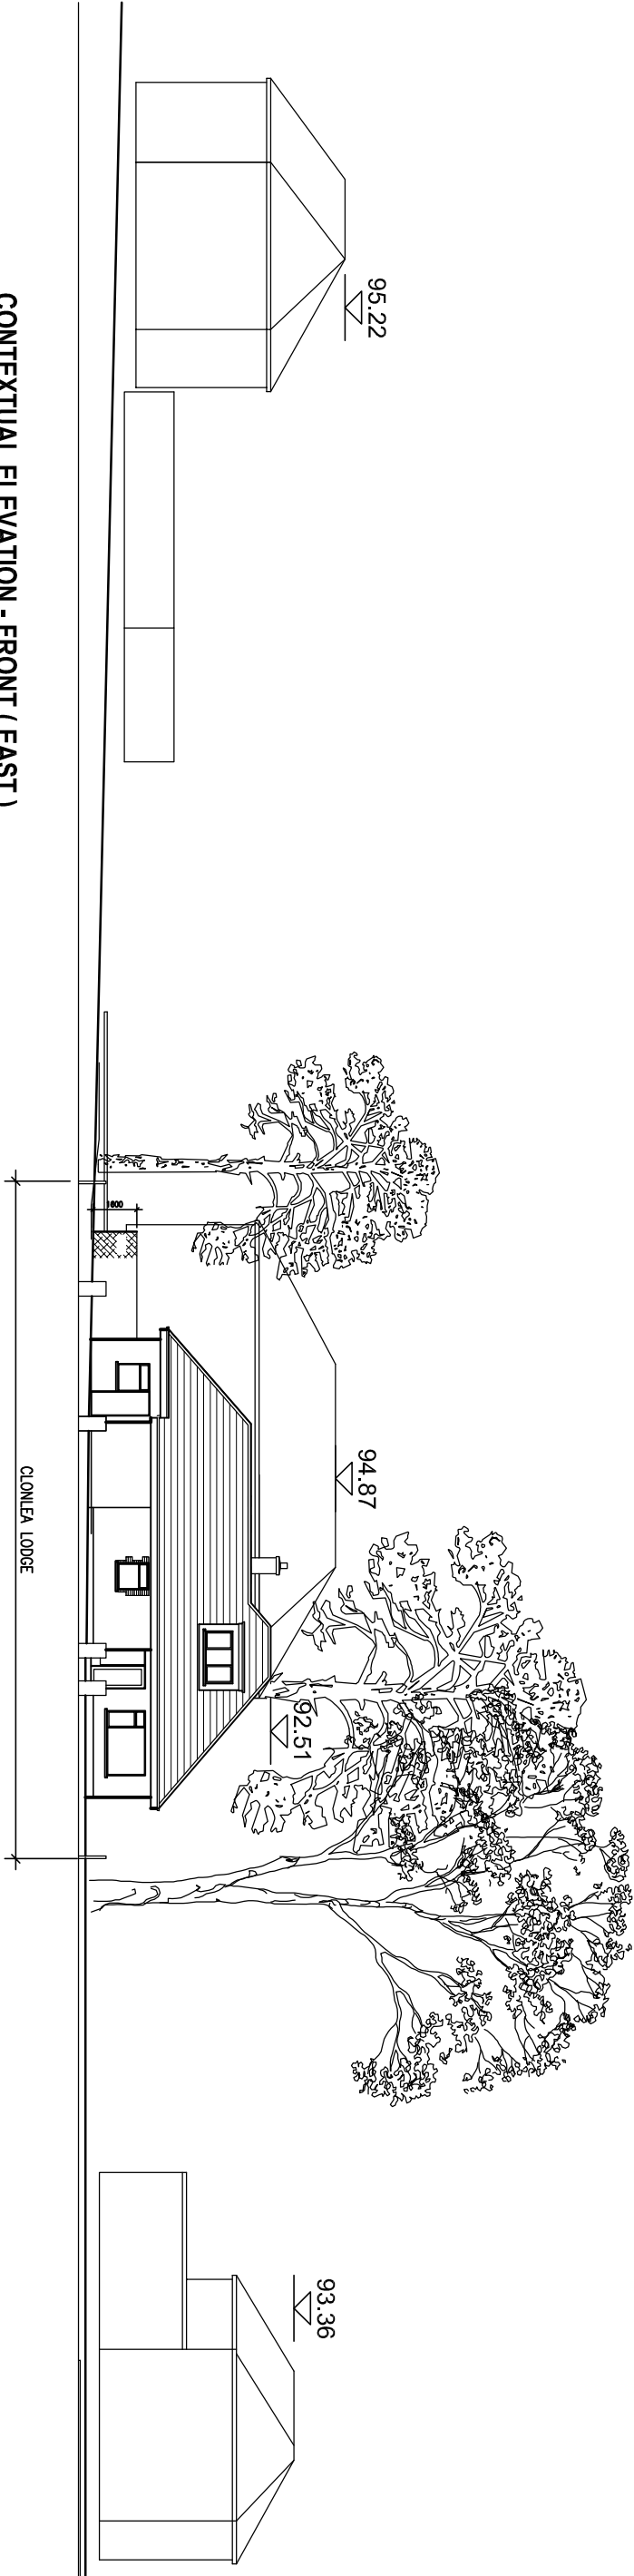 95.22
94.87
92.51
93.36
1800
CLONLEA LODGE
CONTEXTUAL ELEVATION - FRONT ( EAST )